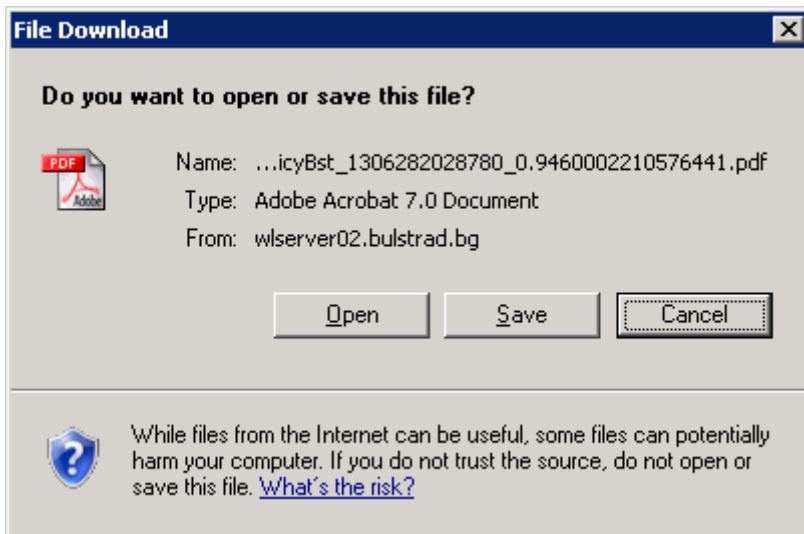 File Download
Do you want to open or save this file?
PDF
Adobe
Name: ...icyBst_1306282028780_0.9460002210576441.pdf
Type: Adobe Acrobat 7.0 Document
From: wlserver02.bulstrad.bg
Open Save Cancel
While files from the Internet can be useful, some files can potentially
harm your computer. If you do not trust the source, do not open or
save this file. What's the risk?